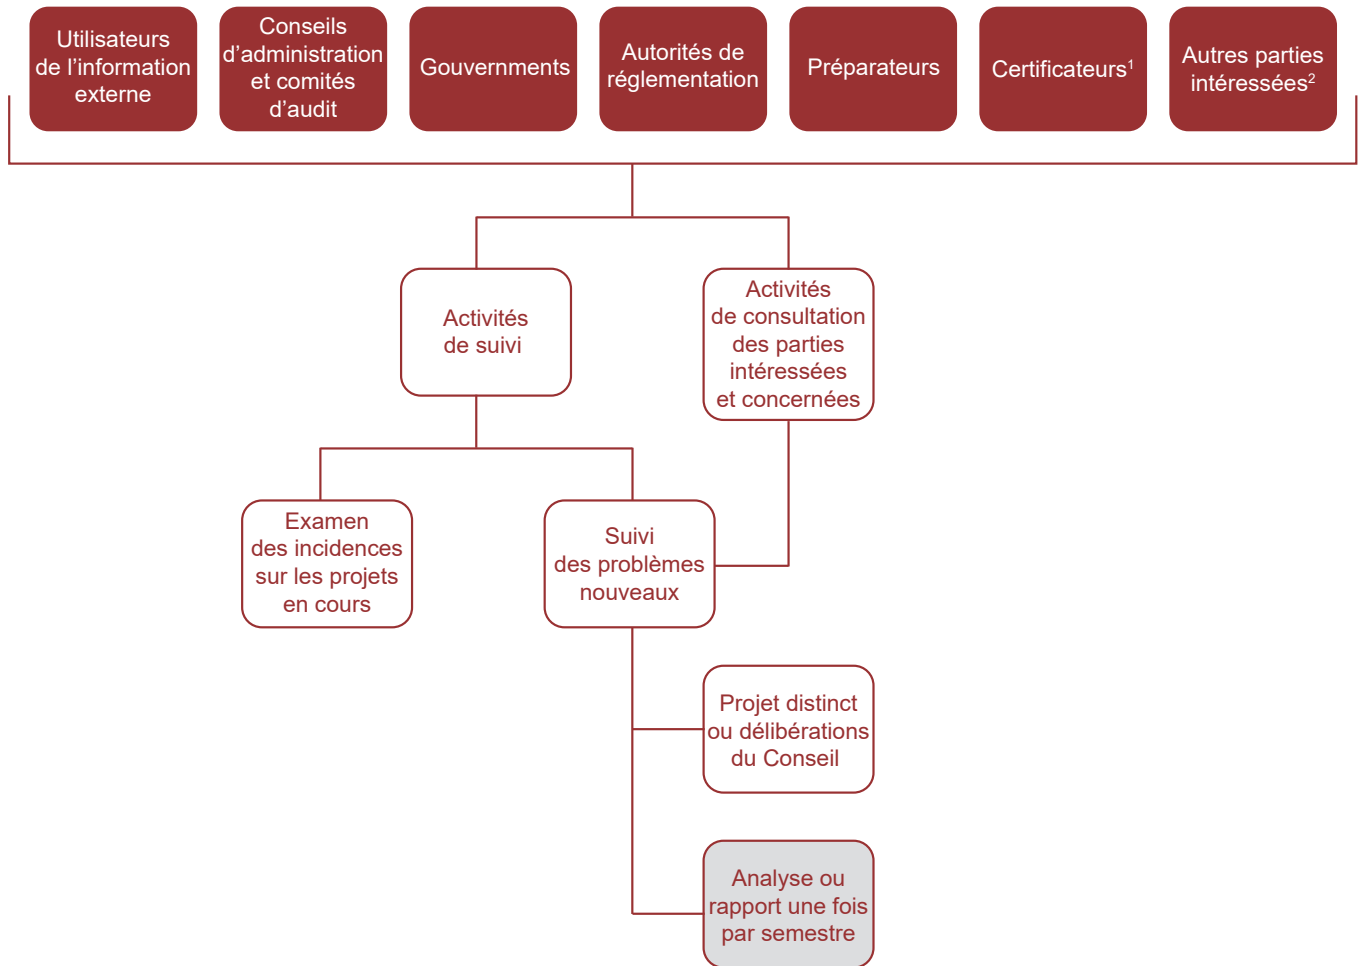 Utilisateurs
de l’information
externe
Conseils
d’administration
et comités
d’audit
Gouvernments
Autorités de
réglementation
Préparateurs
Certificateurs¹
Autres parties
intéressées²
Activités
de suivi
Activités
de consultation
des parties
intéressées
et concernées
Examen
des incidences
sur les projets
en cours
Suivi
des problèmes
nouveaux
Projet distinct
ou délibérations
du Conseil
Analyse ou
rapport une fois
par semestre